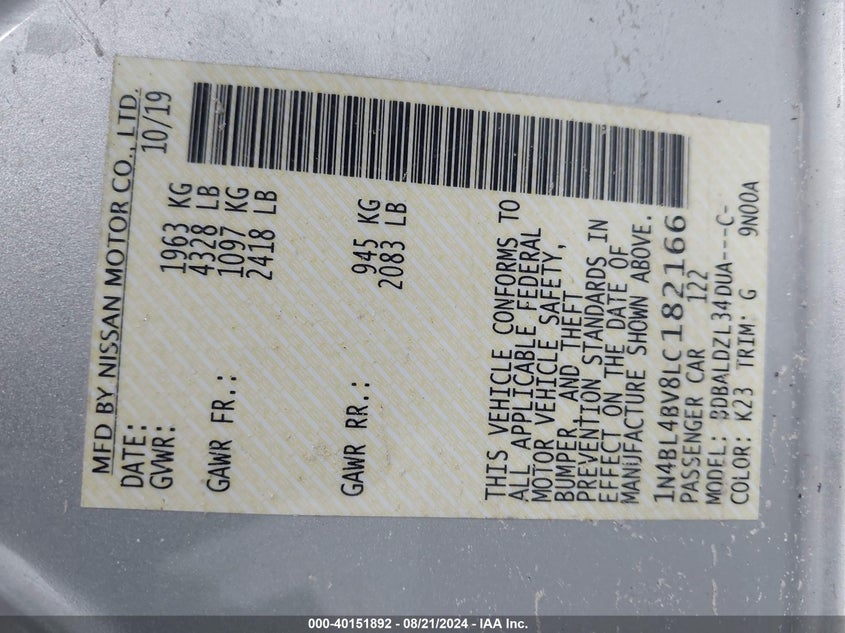 MFD BY NISSAN MOTOR CO., LTD.
DATE: 10/19
GVWR: 1963 KG
4328 LB
GAWR FR.: 1097 KG
2418 LB
GAWR RR.: 945 KG
2083 LB
THIS VEHICLE CONFORMS TO
ALL APPLICABLE FEDERAL
MOTOR VEHICLE SAFETY,
BUMPER, AND THEFT
PREVENTION STANDARDS IN
EFFECT ON THE DATE OF
MANUFACTURE SHOWN ABOVE.
1N4BL4BV8LC182166
PASSENGER CAR 122
MODEL: BDBALDZL34DUA---C-
COLOR: K23 TRIM: G 9N00A
000-40151892 - 08/21/2024 - IAA Inc.